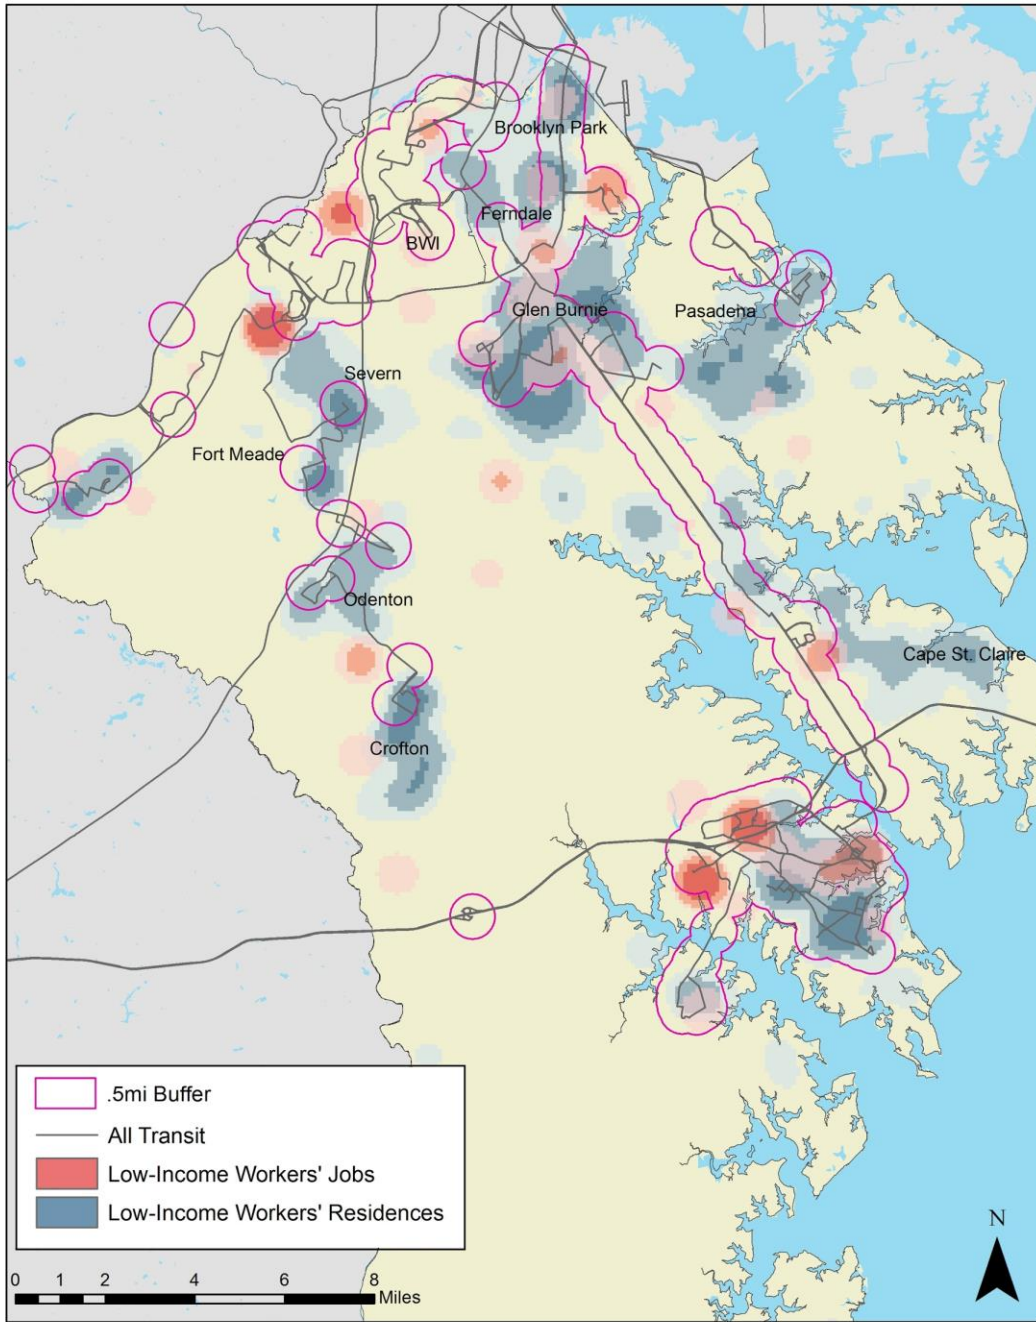 Brooklyn Park
Ferndale
BWI
Glen Burnie
Pasadena
Severn
Fort Meade
Odenton
Cape St. Claire
Crofton
.5mi Buffer
All Transit
Low-Income Workers' Jobs
Low-Income Workers' Residences
N
0 1 2 4 6 8
Miles